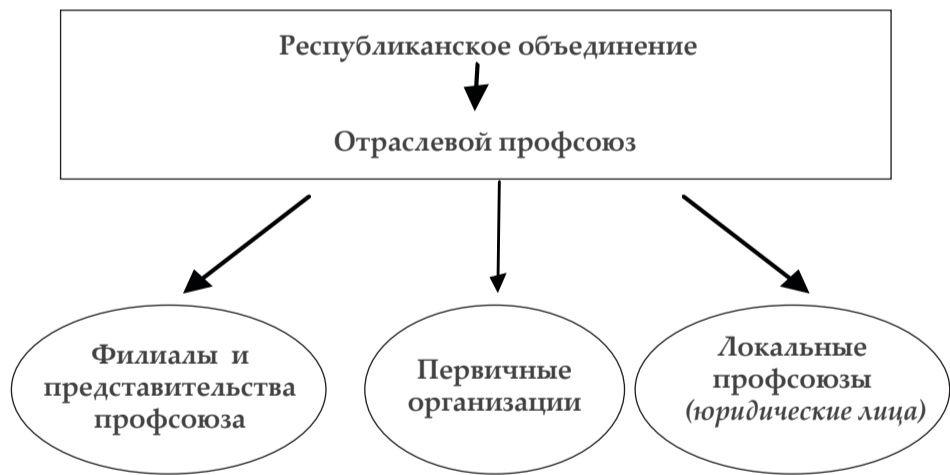 Республиканское объединение
Отраслевой профсоюз
Филиалы и
представительства
профсоюза
Первичные
организации
Локальные
профсоюзы
(юридические лица)